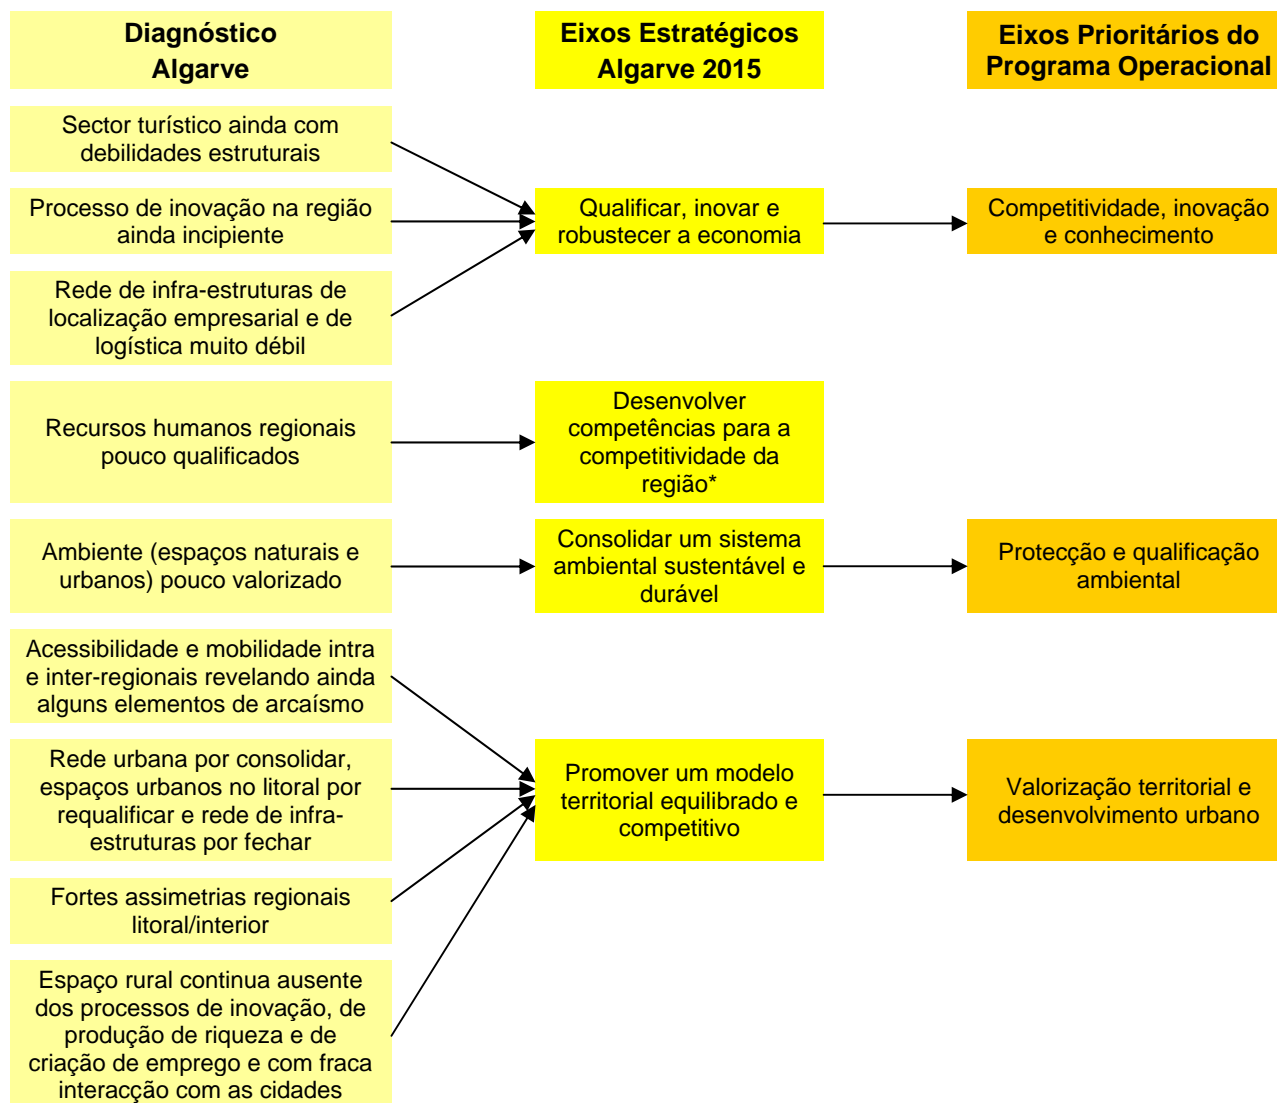 Diagnóstico
Algarve
Eixos Estratégicos
Algarve 2015
Eixos Prioritários do
Programa Operacional
Sector turístico ainda com
debilidades estruturais
Processo de inovação na região
ainda incipiente
Qualificar, inovar e
robustecer a economia
Competitividade, inovação
e conhecimento
Rede de infra-estruturas de
localização empresarial e de
logística muito débil
Recursos humanos regionais
pouco qualificados
Desenvolver
competências para a
competitividade da
região*
Ambiente (espaços naturais e
urbanos) pouco valorizado
Consolidar um sistema
ambiental sustentável e
durável
Protecção e qualificação
ambiental
Acessibilidade e mobilidade intra
e inter-regionais revelando ainda
alguns elementos de arcaísmo
Rede urbana por consolidar,
espaços urbanos no litoral por
requalificar e rede de infra-
estruturas por fechar
Promover um modelo
territorial equilibrado e
competitivo
Valorização territorial e
desenvolvimento urbano
Fortes assimetrias regionais
litoral/interior
Espaço rural continua ausente
dos processos de inovação, de
produção de riqueza e de
criação de emprego e com fraca
interacção com as cidades